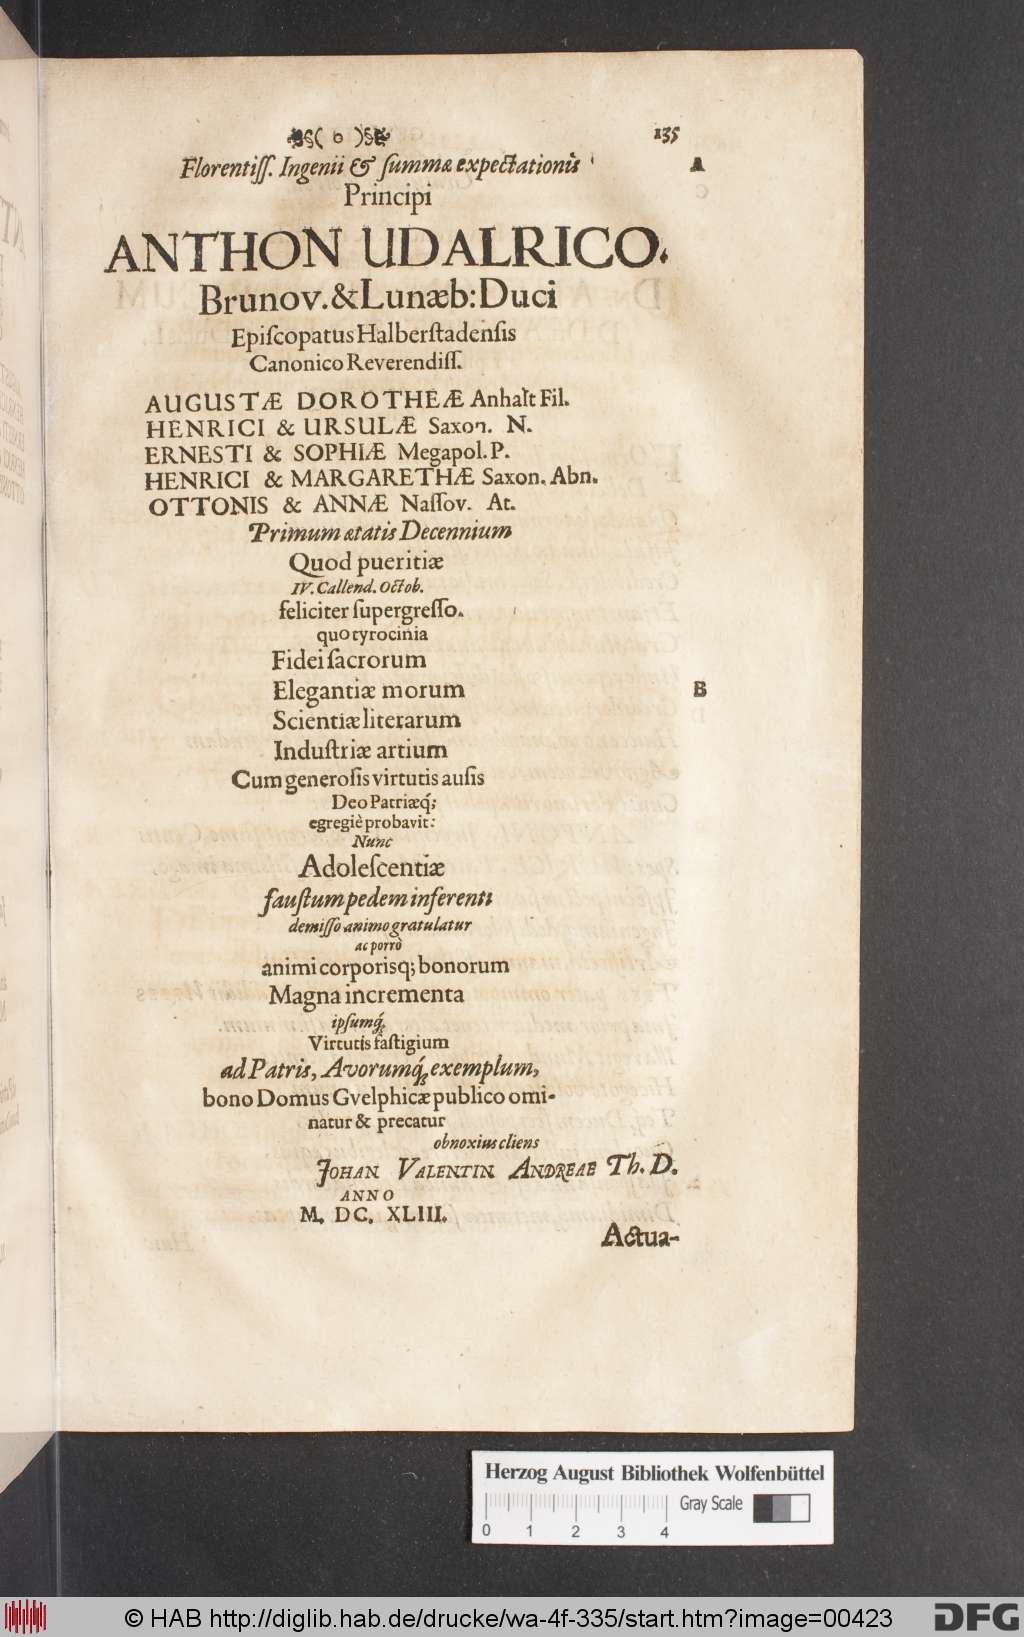 ( o ) 135
Florentiſſ. Ingenii & ſummæ expectationis A
Principi
ANTHON UDALRICO.
Brunov. & Lunæb: Duci
Epiſcopatus Halberſtadenſis
Canonico Reverendiſſ.
AUGUSTÆ DOROTHEÆ Anhalt Fil.
HENRICI & URSULÆ Saxon. N.
ERNESTI & SOPHIÆ Megapol. P.
HENRICI & MARGARETHÆ Saxon. Abn.
OTTONIS & ANNÆ Naſſov. At.
Primum ætatis Decennium
Quod pueritiæ
IV. Callend. Octob.
feliciter ſupergreſſo.
quo tyrocinia
Fidei ſacrorum
Elegantiæ morum B
Scientiæ literarum
Induſtriæ artium
Cum generoſis virtutis auſis
Deo Patriæq́;
egregiè probavit:
Nunc
Adoleſcentiæ
fauſtum pedem inferenti
demiſſo animo gratulatur
ac porrò
animi corporisq; bonorum
Magna incrementa
ipſumq́;
Virtutis faſtigium
ad Patris, Avorumq́; exemplum,
bono Domus Gvelphicæ publico omi-
natur & precatur
obnoxius cliens
JOHAN VALENTIN ANDREAE Th. D.
ANNO
M. DC. XLIII.
Actua-
Herzog August Bibliothek Wolfenbüttel
Gray Scale
0 1 2 3 4
© HAB http://diglib.hab.de/drucke/wa-4f-335/start.htm?image=00423 DFG